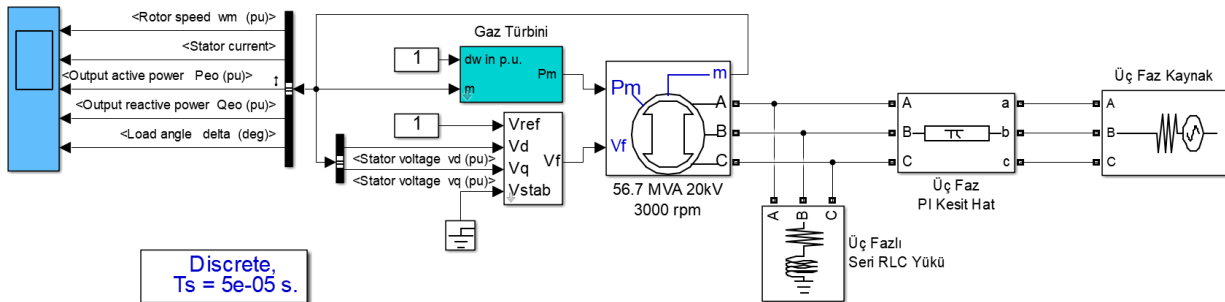 <Rotor speed wm (pu)>
<Stator current>
<Output active power Peo (pu)>
<Output reactive power Qeo (pu)>
<Load angle delta (deg)>
1
Gaz Türbini
dw in p.u.
Pm
m
1
Vref
Vd
Vq
Vstab
Vf
<Stator voltage vd (pu)>
<Stator voltage vq (pu)>
Pm
m
Vf
A
B
C
56.7 MVA 20kV
3000 rpm
A
B
C
a
b
c
Üç Faz
PI Kesit Hat
Üç Faz Kaynak
A
B
C
A B C
Üç Fazlı
Seri RLC Yükü
Discrete,
Ts = 5e-05 s.